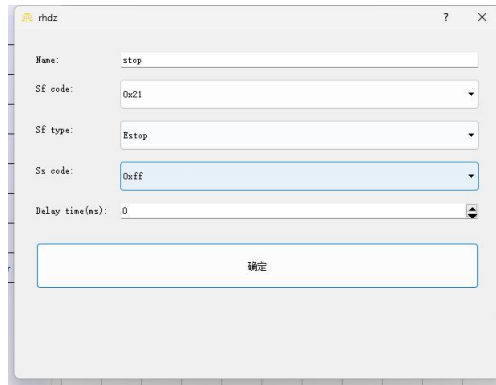 rhdz ? ×
Name: stop
Sf code: 0x21
Sf type: Estop
Ss code: 0xff
Delay time(ms): 0
确定